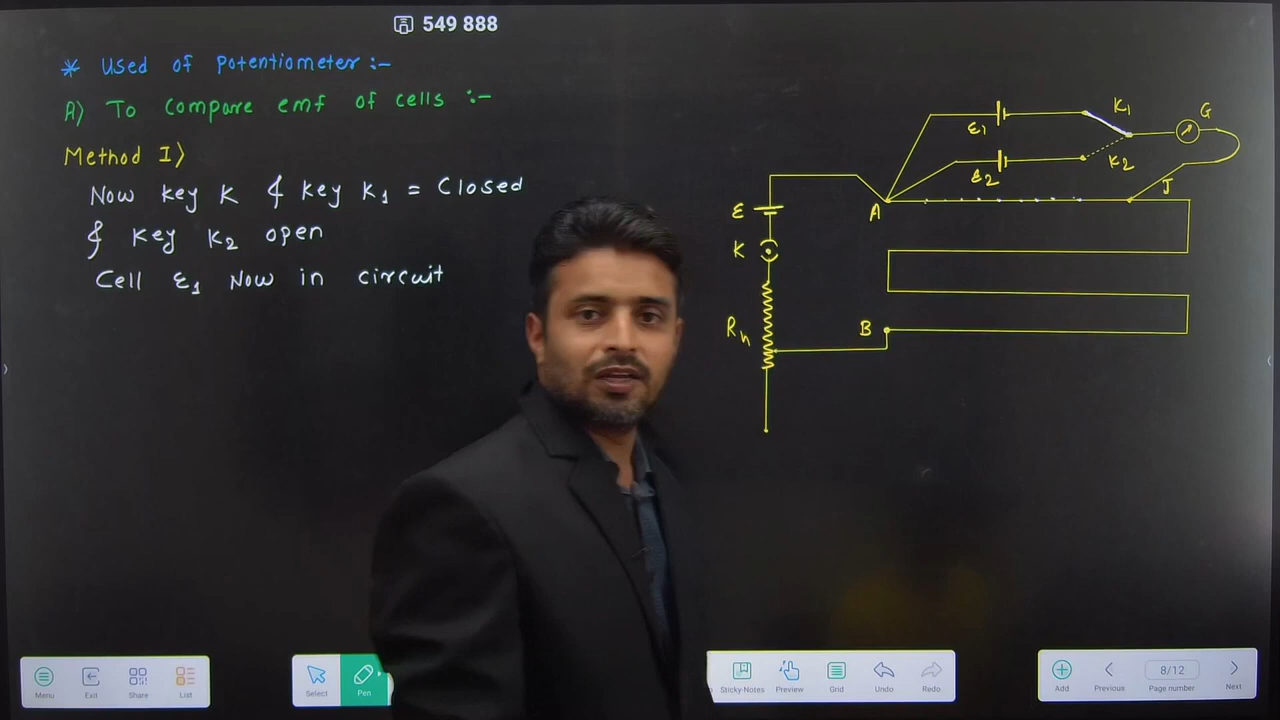 549 888
* Used of potentiometer :-
A) To compare emf of cells :-
Method I)
Now key K & key K₁ = Closed
& key K₂ open
Cell ε₁ Now in circuit
K₁
G
ε₁
K₂
ε₂
J
ε
A
K
Rh
B
Menu
Exit
Share
List
Select
Pen
Sticky-Notes
Preview
Grid
Undo
Redo
Add
Previous
8/12
Page number
Next